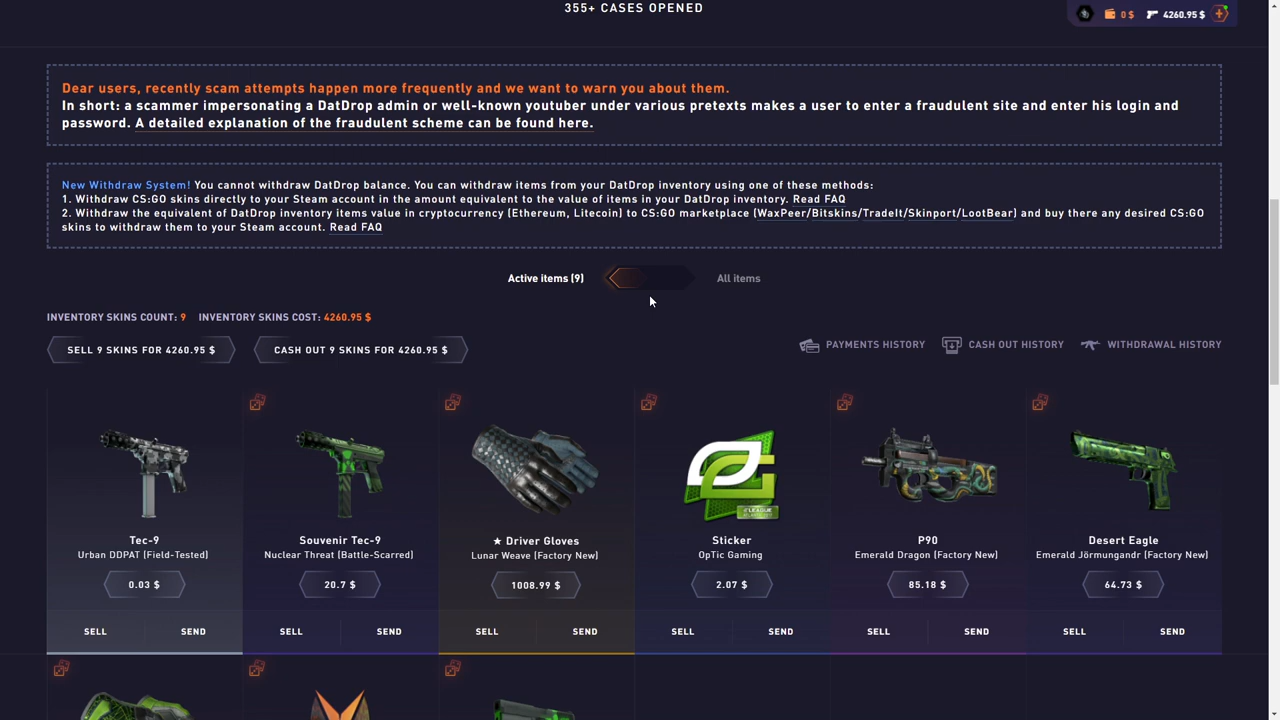 355+ CASES OPENED
0 $ 4260.95 $
Dear users, recently scam attempts happen more frequently and we want to warn you about them.
In short: a scammer impersonating a DatDrop admin or well-known youtuber under various pretexts makes a user to enter a fraudulent site and enter his login and
password. A detailed explanation of the fraudulent scheme can be found here.
New Withdraw System! You cannot withdraw DatDrop balance. You can withdraw items from your DatDrop inventory using one of these methods:
1. Withdraw CS:GO skins directly to your Steam account in the amount equivalent to the value of items in your DatDrop inventory. Read FAQ
2. Withdraw the equivalent of DatDrop inventory items value in cryptocurrency (Ethereum, Litecoin) to CS:GO marketplace (WaxPeer/Bitskins/TradeIt/Skinport/LootBear) and buy there any desired CS:GO
skins to withdraw them to your Steam account. Read FAQ
Active items (9) All items
INVENTORY SKINS COUNT: 9 INVENTORY SKINS COST: 4260.95 $
SELL 9 SKINS FOR 4260.95 $ CASH OUT 9 SKINS FOR 4260.95 $ PAYMENTS HISTORY CASH OUT HISTORY WITHDRAWAL HISTORY
Tec-9 Souvenir Tec-9 ★ Driver Gloves Sticker P90 Desert Eagle
Urban DDPAT (Field-Tested) Nuclear Threat (Battle-Scarred) Lunar Weave (Factory New) OpTic Gaming Emerald Dragon (Factory New) Emerald Jörmungandr (Factory New)
0.03 $ 20.7 $ 1008.99 $ 2.07 $ 85.18 $ 64.73 $
SELL SEND SELL SEND SELL SEND SELL SEND SELL SEND SELL SEND